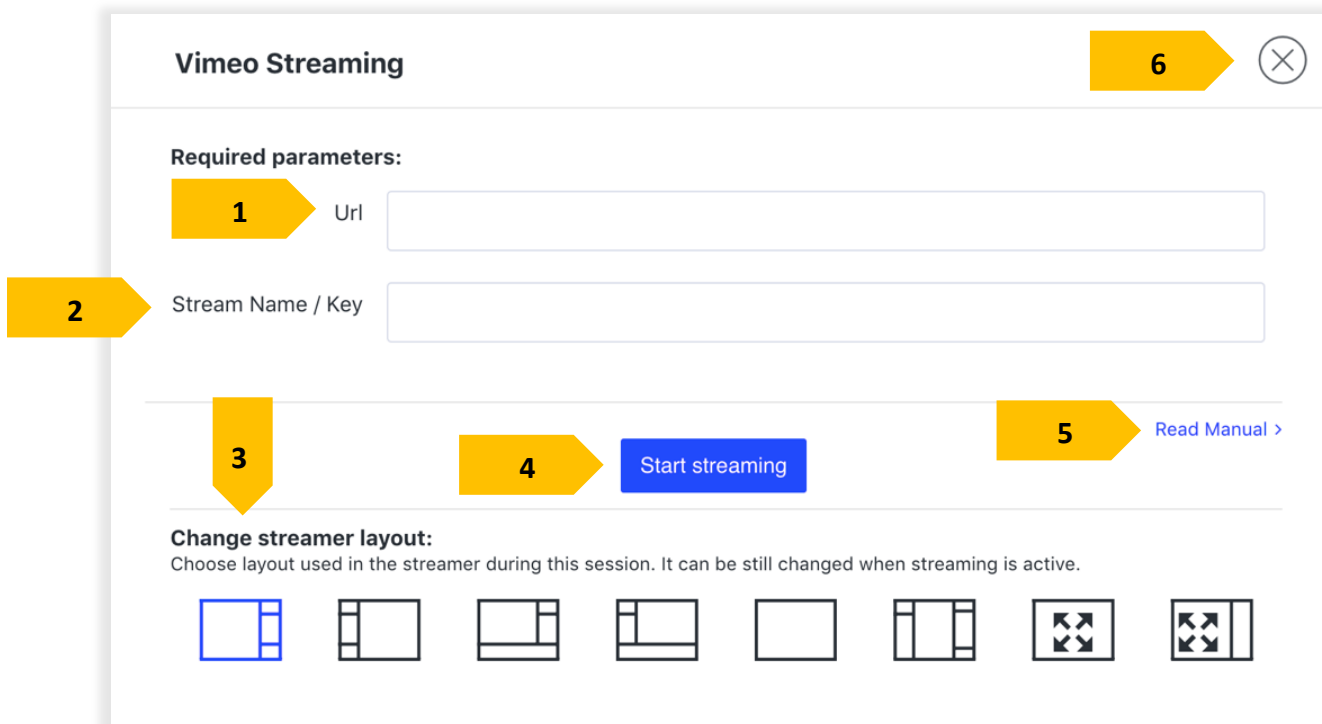 Vimeo Streaming
6
Required parameters:
1
Url
2
Stream Name / Key
3
4
Start streaming
5
Read Manual >
Change streamer layout:
Choose layout used in the streamer during this session. It can be still changed when streaming is active.